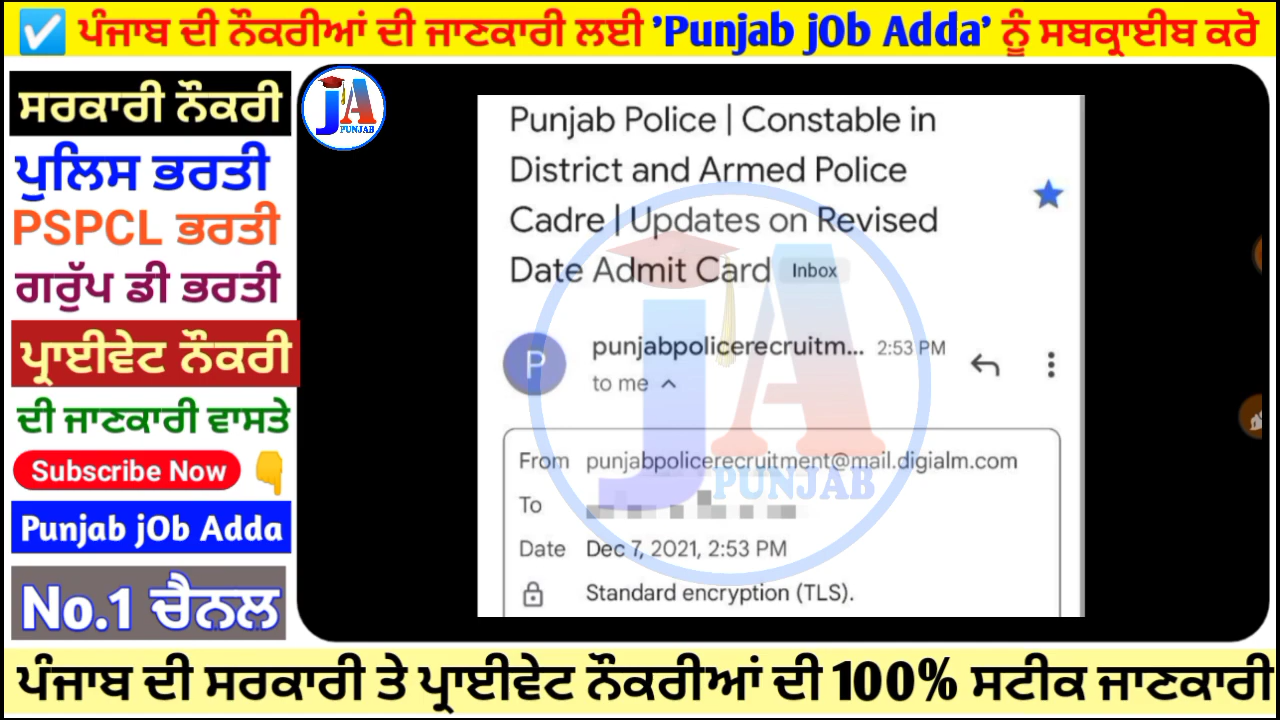 ✅ ਪੰਜਾਬ ਦੀ ਨੌਕਰੀਆਂ ਦੀ ਜਾਣਕਾਰੀ ਲਈ 'Punjab jOb Adda' ਨੂੰ ਸਬਕ੍ਰਾਈਬ ਕਰੋ
ਸਰਕਾਰੀ ਨੌਕਰੀ
ਪੁਲਿਸ ਭਰਤੀ
PSPCL ਭਰਤੀ
ਗਰੁੱਪ ਡੀ ਭਰਤੀ
ਪ੍ਰਾਈਵੇਟ ਨੌਕਰੀ
ਦੀ ਜਾਣਕਾਰੀ ਵਾਸਤੇ
Subscribe Now 👇
Punjab jOb Adda
No.1 ਚੈਨਲ
JA
PUNJAB
Punjab Police | Constable in
District and Armed Police
Cadre | Updates on Revised
Date Admit Card Inbox
P
punjabpolicerecruitm... 2:53 PM
to me
From punjabpolicerecruitment@mail.digialm.com
To
Date Dec 7, 2021, 2:53 PM
Standard encryption (TLS).
JA
PUNJAB
ਪੰਜਾਬ ਦੀ ਸਰਕਾਰੀ ਤੇ ਪ੍ਰਾਈਵੇਟ ਨੌਕਰੀਆਂ ਦੀ 100% ਸਟੀਕ ਜਾਣਕਾਰੀ